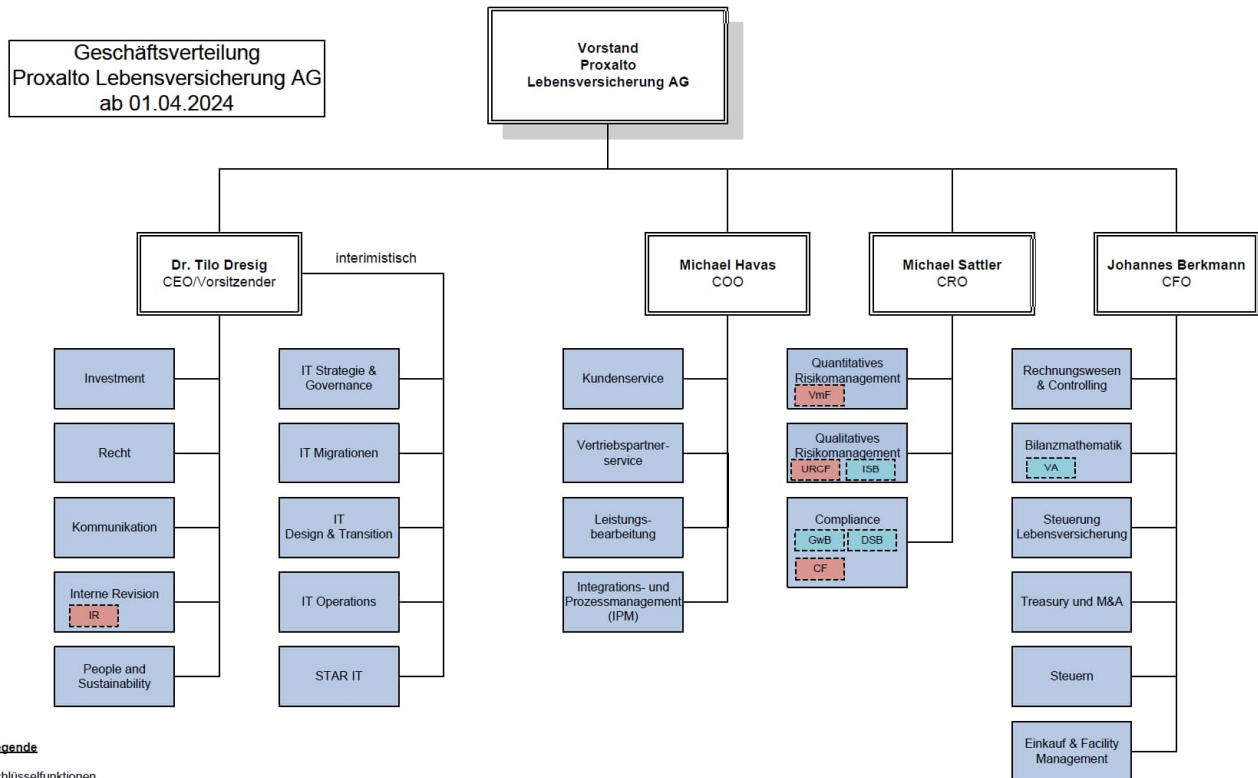 Geschäftsverteilung
Proxalto Lebensversicherung AG
ab 01.04.2024
Vorstand
Proxalto
Lebensversicherung AG
Dr. Tilo Dresig
CEO/Vorsitzender
interimistisch
Michael Havas
COO
Michael Sattler
CRO
Johannes Berkmann
CFO
Investment
Recht
Kommunikation
Interne Revision
IR
People and
Sustainability
IT Strategie &
Governance
IT Migrationen
IT
Design & Transition
IT Operations
STAR IT
Kundenservice
Vertriebspartner-
service
Leistungs-
bearbeitung
Integrations- und
Prozessmanagement
(IPM)
Quantitatives
Risikomanagement
VmF
Qualitatives
Risikomanagement
URCF ISB
Compliance
GwB DSB
CF
Rechnungswesen
& Controlling
Bilanzmathematik
VA
Steuerung
Lebensversicherung
Treasury und M&A
Steuern
Einkauf & Facility
Management